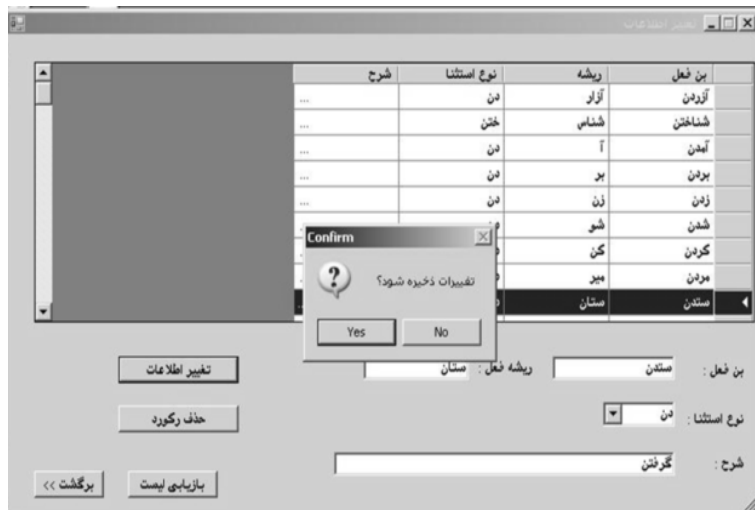 تغییر اطلاعات
بن فعل ریشه نوع استثنا شرح
آزردن آزار دن ...
شناختن شناس ختن ...
آمدن آ دن ...
بردن بر دن ...
زدن زن دن ...
شدن شو
کردن کن
مردن میر
ستدن ستان
Confirm
تغییرات ذخیره شود؟
Yes No
بن فعل : ستدن ریشه فعل : ستان
تغییر اطلاعات
نوع استثنا : دن
حذف رکورد
شرح : گرفتن
بازیابی لیست
برگشت >>